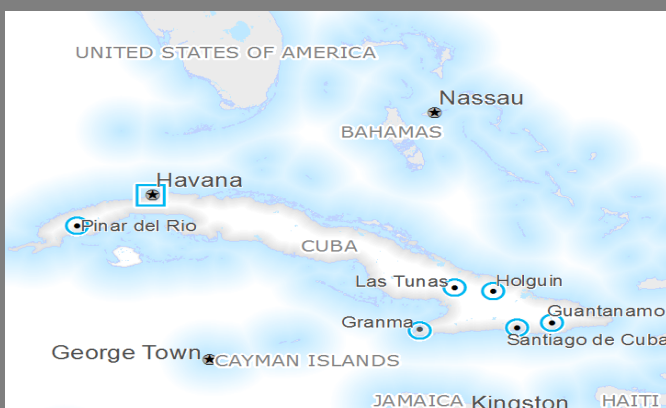 UNITED STATES OF AMERICA
Nassau
BAHAMAS
Havana
Pinar del Rio
CUBA
Las Tunas
Holguin
Granma
Guantanamo
Santiago de Cuba
George Town
CAYMAN ISLANDS
JAMAICA
Kingston
HAITI